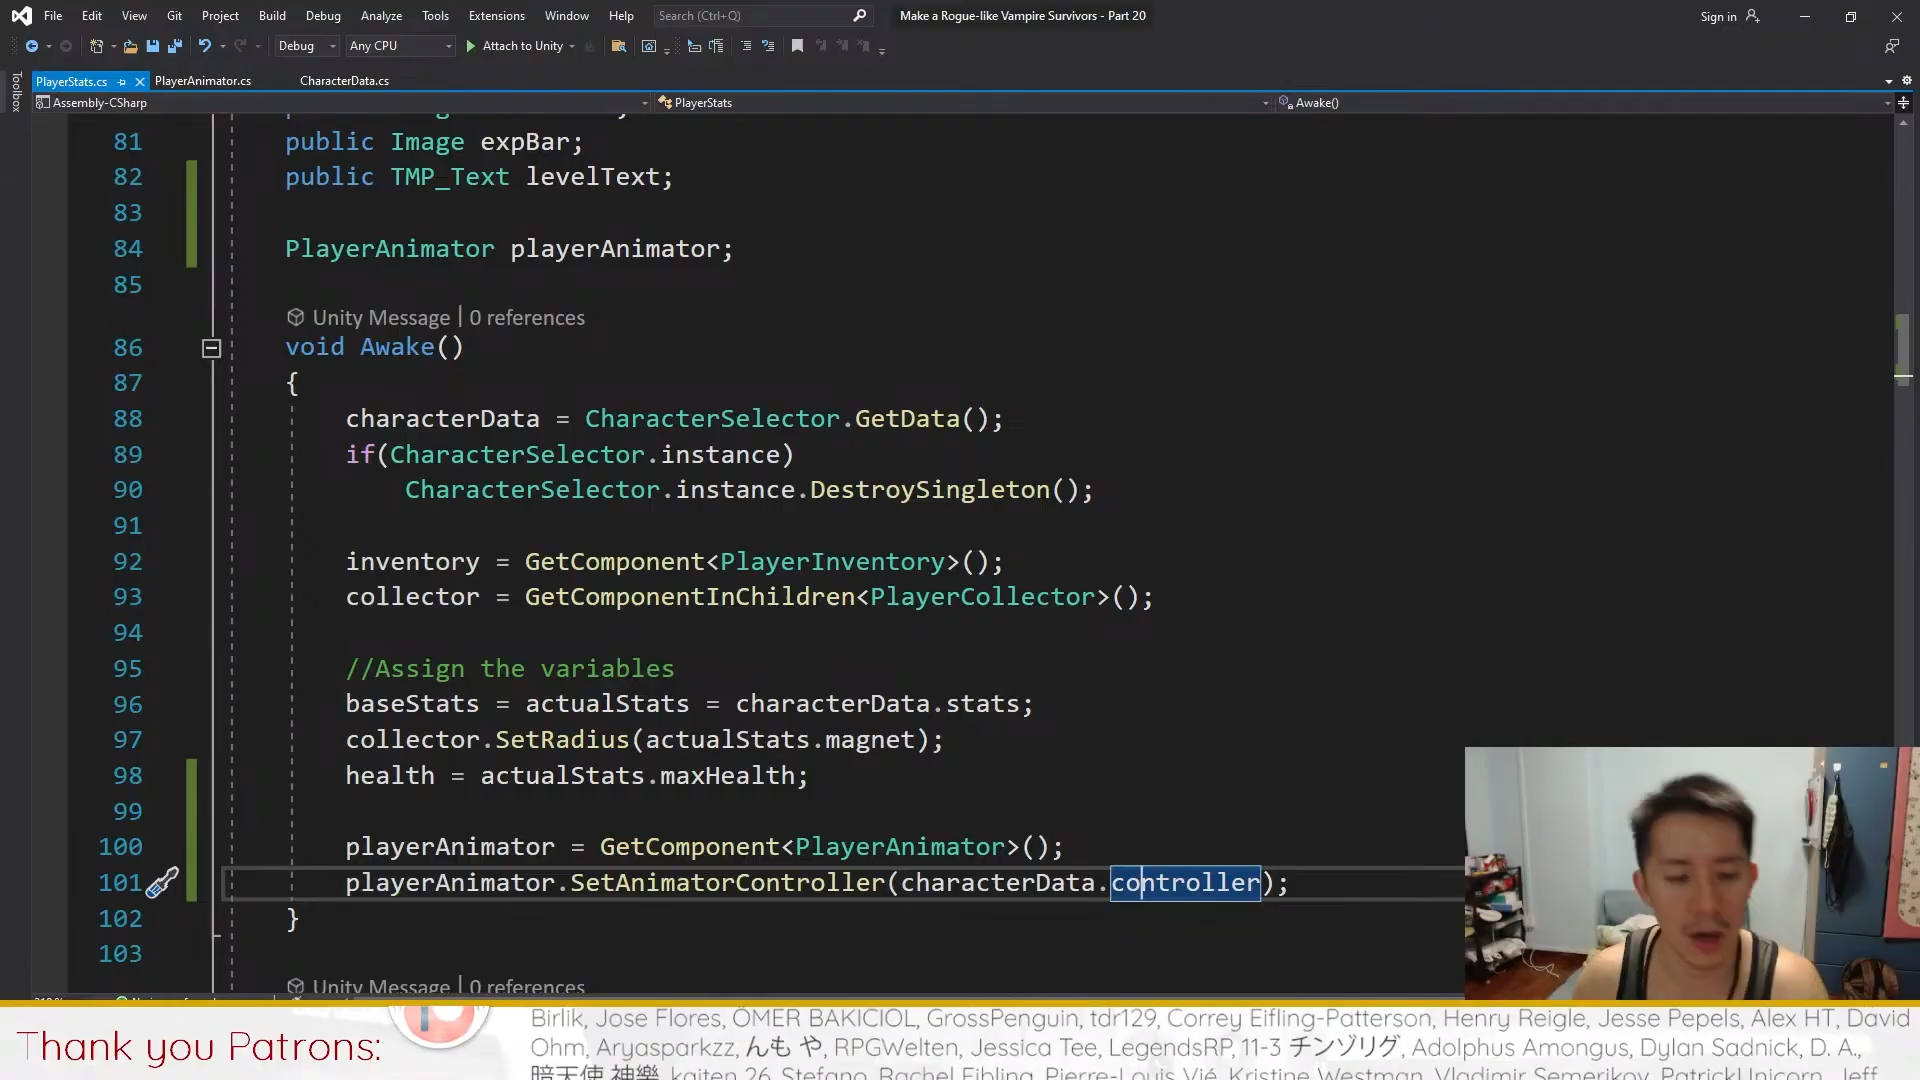 File Edit View Git Project Build Debug Analyze Tools Extensions Window Help Search (Ctrl+Q) Make a Rogue-like Vampire Survivors - Part 20 Sign in
Debug Any CPU Attach to Unity
Toolbox
PlayerStats.cs PlayerAnimator.cs CharacterData.cs
Assembly-CSharp PlayerStats Awake()
81 public Image expBar;
82 public TMP_Text levelText;
83
84 PlayerAnimator playerAnimator;
85
Unity Message | 0 references
86 void Awake()
87 {
88 characterData = CharacterSelector.GetData();
89 if(CharacterSelector.instance)
90 CharacterSelector.instance.DestroySingleton();
91
92 inventory = GetComponent<PlayerInventory>();
93 collector = GetComponentInChildren<PlayerCollector>();
94
95 //Assign the variables
96 baseStats = actualStats = characterData.stats;
97 collector.SetRadius(actualStats.magnet);
98 health = actualStats.maxHealth;
99
100 playerAnimator = GetComponent<PlayerAnimator>();
101 playerAnimator.SetAnimatorController(characterData.controller);
102 }
103
Unity Message | 0 references
Thank you Patrons:
Birlik, Jose Flores, ÖMER BAKICIOL, GrossPenguin, tdr129, Correy Eifling-Patterson, Henry Reigle, Jesse Pepels, Alex HT, David
Ohm, Aryasparkzz, んも や, RPGWelten, Jessica Tee, LegendsRP, 11-3 チンゾリグ, Adolphus Amongus, Dylan Sadnick, D. A.,
暗天使 神樂, kaiten 26, Stefano, Rachel Eibling, Pierre-Louis Vié, Kristine Westman, Vladimir Semerikov, PatrickUnicorn, Jeff